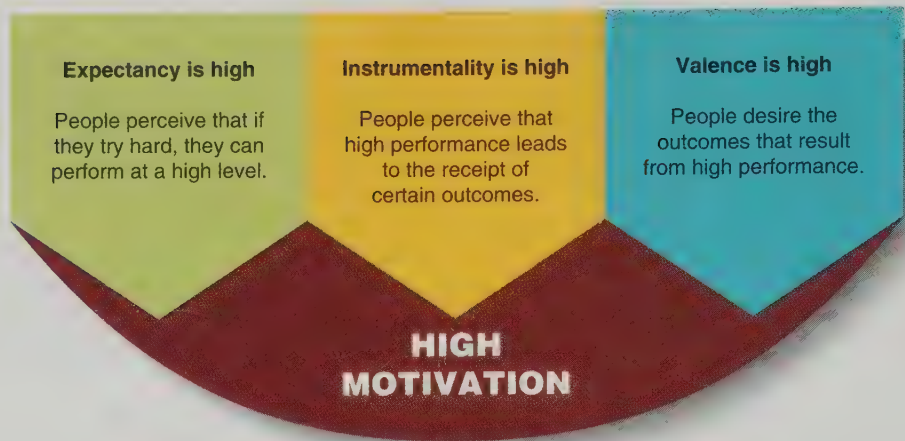 Expectancy is high
People perceive that if
they try hard, they can
perform at a high level.
Instrumentality is high
People perceive that
high performance leads
to the receipt of
certain outcomes.
Valence is high
People desire the
outcomes that result
from high performance.
HIGH
MOTIVATION